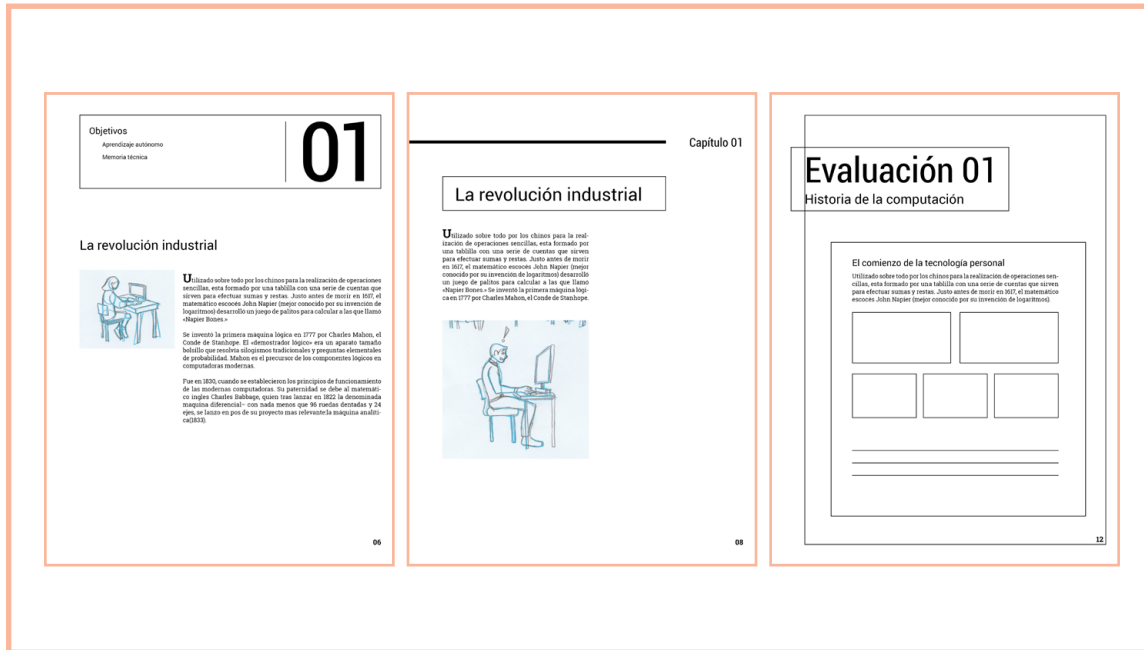 Objetivos
Aprendizaje autónomo
Memoria técnica
01
La revolución industrial
Utilizado sobre todo por los chinos para la realización de operaciones
sencillas, esta formado por una tablilla con una serie de cuentas que
sirven para efectuar sumas y restas. Justo antes de morir en 1617, el
matemático escocés John Napier (mejor conocido por su invención de
logaritmos) desarrolló un juego de palitos para calcular a las que llamó
«Napier Bones.»
Se inventó la primera máquina lógica en 1777 por Charles Mahon, el
Conde de Stanhope. El «demostrador lógico» era un aparato tamaño
bolsillo que resolvía silogismos tradicionales y preguntas elementales
de probabilidad. Mahon es el precursor de los componentes lógicos en
computadoras modernas.
Fue en 1830, cuando se establecieron los principios de funcionamiento
de las modernas computadoras. Su paternidad se debe al matemáti-
co ingles Charles Babbage, quien tras lanzar en 1822 la denominada
maquina diferencial– con nada menos que 96 ruedas dentadas y 24
ejes, se lanzo en pos de su proyecto mas relevante:la máquina analíti-
ca(1833).
06
Capítulo 01
La revolución industrial
Utilizado sobre todo por los chinos para la real-
ización de operaciones sencillas, esta formado por
una tablilla con una serie de cuentas que sirven
para efectuar sumas y restas. Justo antes de morir
en 1617, el matemático escocés John Napier (mejor
conocido por su invención de logaritmos) desarrolló
un juego de palitos para calcular a las que llamó
«Napier Bones.» Se inventó la primera máquina lógi-
ca en 1777 por Charles Mahon, el Conde de Stanhope.
!
08
Evaluación 01
Historia de la computación
El comienzo de la tecnología personal
Utilizado sobre todo por los chinos para la realización de operaciones sen-
cillas, esta formado por una tablilla con una serie de cuentas que sirven
para efectuar sumas y restas. Justo antes de morir en 1617, el matemático
escocés John Napier (mejor conocido por su invención de logaritmos).
12